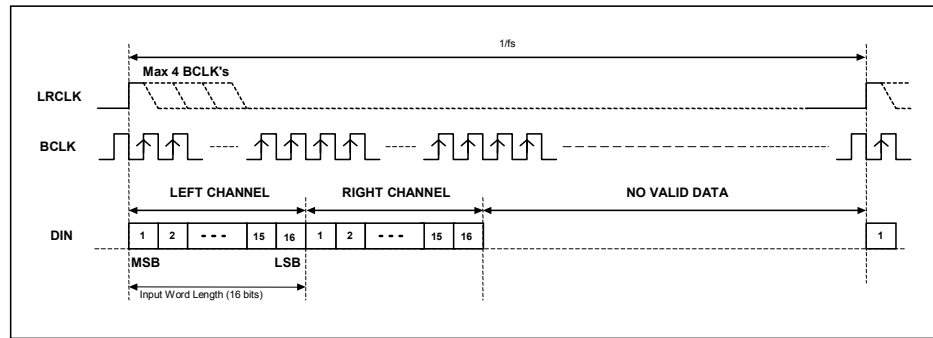 1/fs
Max 4 BCLK's
LRCLK
BCLK
LEFT CHANNEL RIGHT CHANNEL NO VALID DATA
DIN 1 2 - - - 15 16 1 2 - - - 15 16 1
MSB LSB
Input Word Length (16 bits)